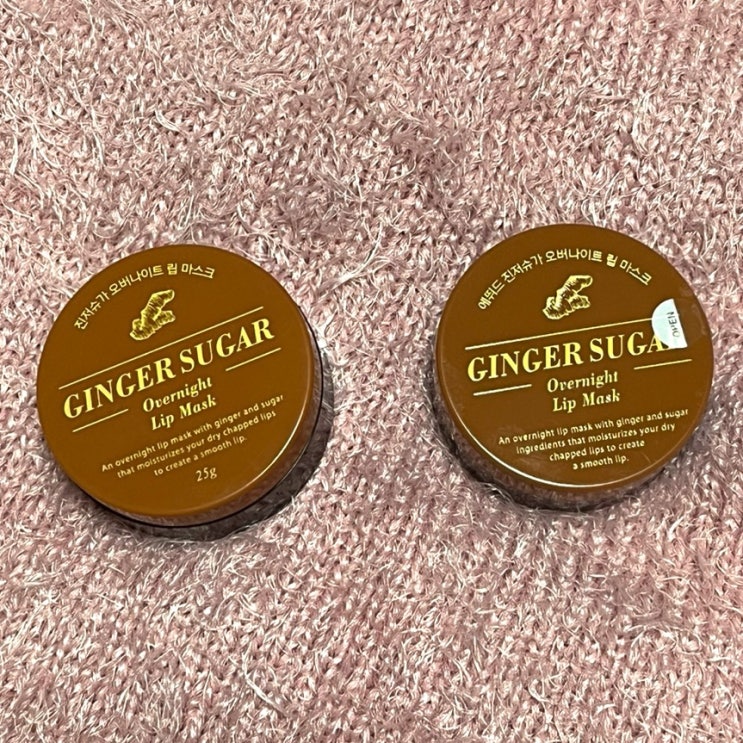 진저슈가 오버나이트 립 마스크
GINGER SUGAR
Overnight
Lip Mask
An overnight lip mask with ginger and sugar
that moisturizes your dry chapped lips
to create a smooth lip.
25g
에뛰드 진저슈가 오버나이트 립 마스크
GINGER SUGA
OPEN
Overnight
Lip Mask
An overnight lip mask with ginger and sugar
ingredients that moisturizes your dry
chapped lips to create
a smooth lip.